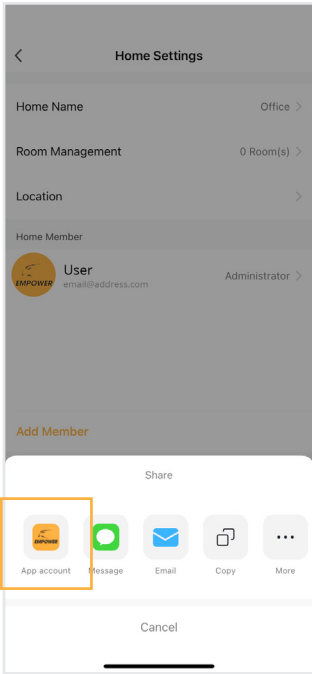 Home Settings
Home Name Office
Room Management 0 Room(s)
Location
Home Member
EMPOWER
User
email@address.com
Administrator
Add Member
Share
EMPOWER
App account Message Email Copy More
Cancel